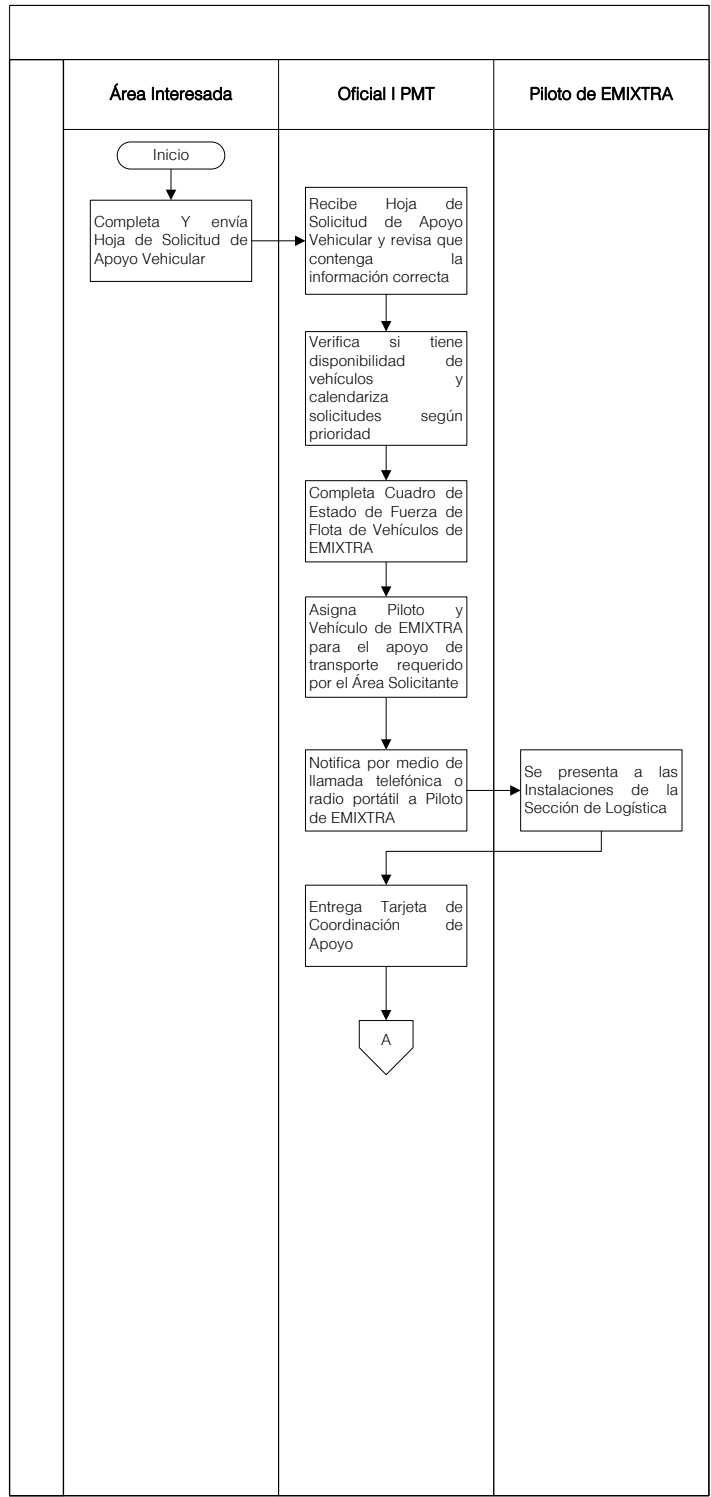 Área Interesada
Oficial I PMT
Piloto de EMIXTRA
Inicio
Completa Y envía
Hoja de Solicitud de
Apoyo Vehicular
Recibe Hoja de
Solicitud de Apoyo
Vehicular y revisa que
contenga la
información correcta
Verifica si tiene
disponibilidad de
vehículos y
calendariza
solicitudes según
prioridad
Completa Cuadro de
Estado de Fuerza de
Flota de Vehículos de
EMIXTRA
Asigna Piloto y
Vehículo de EMIXTRA
para el apoyo de
transporte requerido
por el Área Solicitante
Notifica por medio de
llamada telefónica o
radio portátil a Piloto
de EMIXTRA
Se presenta a las
Instalaciones de la
Sección de Logística
Entrega Tarjeta de
Coordinación de
Apoyo
A